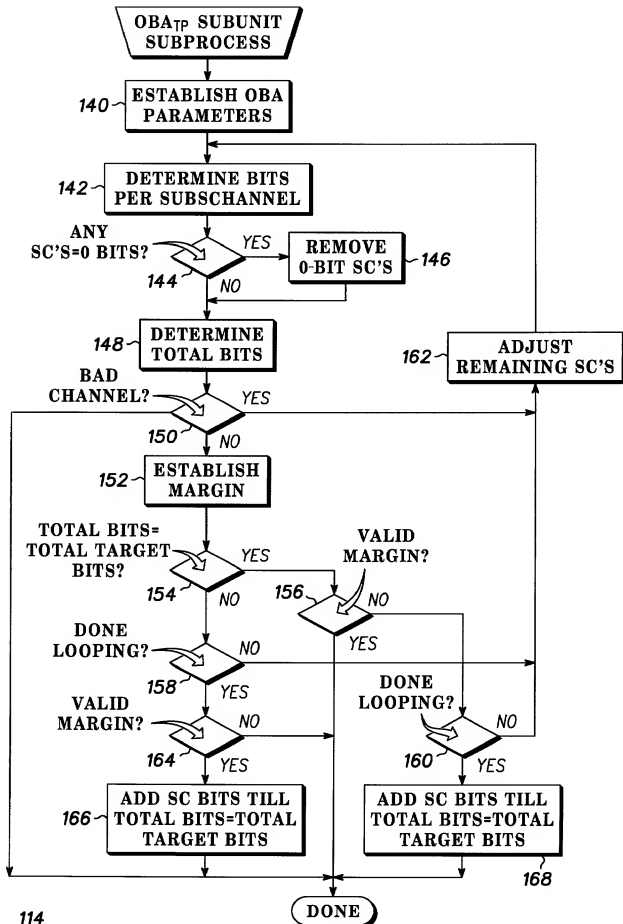 OBATP SUBUNIT
SUBPROCESS
140
ESTABLISH OBA
PARAMETERS
142
DETERMINE BITS
PER SUBSCHANNEL
ANY
SC'S=0 BITS?
144
YES
NO
REMOVE
0-BIT SC'S
146
148
DETERMINE
TOTAL BITS
162
ADJUST
REMAINING SC'S
BAD
CHANNEL?
150
YES
NO
152
ESTABLISH
MARGIN
TOTAL BITS=
TOTAL TARGET
BITS?
154
YES
NO
VALID
MARGIN?
156
NO
YES
DONE
LOOPING?
158
NO
YES
DONE
LOOPING?
160
NO
YES
VALID
MARGIN?
164
NO
YES
166
ADD SC BITS TILL
TOTAL BITS=TOTAL
TARGET BITS
ADD SC BITS TILL
TOTAL BITS=TOTAL
TARGET BITS
168
114
DONE